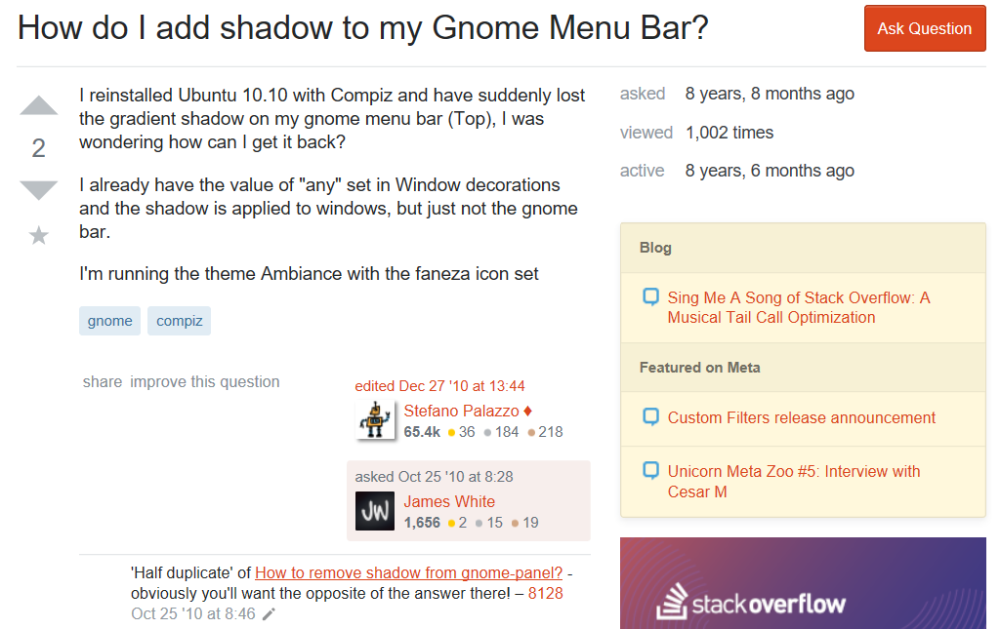 How do I add shadow to my Gnome Menu Bar?
Ask Question
2
I reinstalled Ubuntu 10.10 with Compiz and have suddenly lost
the gradient shadow on my gnome menu bar (Top), I was
wondering how can I get it back?
I already have the value of "any" set in Window decorations
and the shadow is applied to windows, but just not the gnome
bar.
I'm running the theme Ambiance with the faneza icon set
gnome compiz
share improve this question
edited Dec 27 '10 at 13:44
Stefano Palazzo ♦
65.4k ●36 ●184 ●218
asked Oct 25 '10 at 8:28
JW
James White
1,656 ●2 ●15 ●19
'Half duplicate' of How to remove shadow from gnome-panel? -
obviously you'll want the opposite of the answer there! – 8128
Oct 25 '10 at 8:46
asked 8 years, 8 months ago
viewed 1,002 times
active 8 years, 6 months ago
Blog
Sing Me A Song of Stack Overflow: A
Musical Tail Call Optimization
Featured on Meta
Custom Filters release announcement
Unicorn Meta Zoo #5: Interview with
Cesar M
stackoverflow